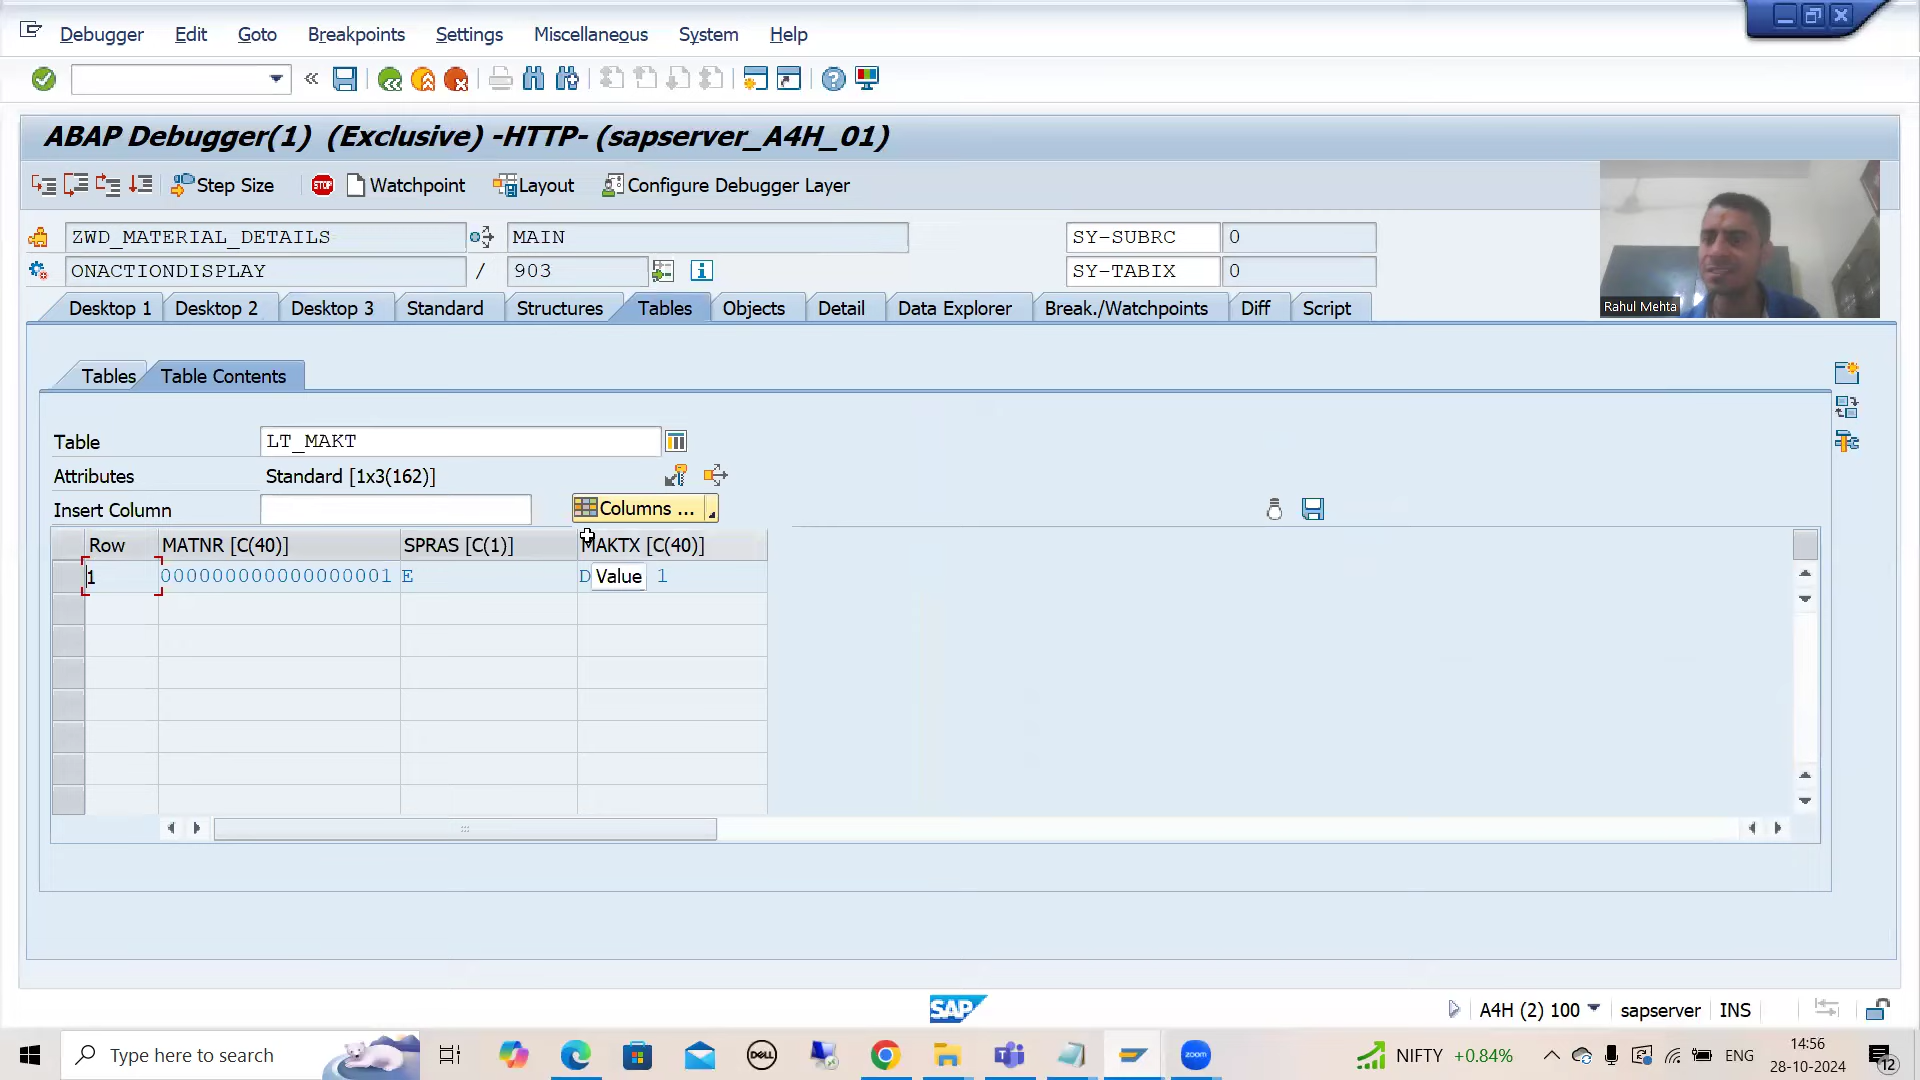 Debugger Edit Goto Breakpoints Settings Miscellaneous System Help
ABAP Debugger(1) (Exclusive) -HTTP- (sapserver_A4H_01)
Step Size STOP Watchpoint Layout Configure Debugger Layer
ZWD_MATERIAL_DETAILS MAIN SY-SUBRC 0
ONACTIONDISPLAY / 903 SY-TABIX 0
Rahul Mehta
Desktop 1 Desktop 2 Desktop 3 Standard Structures Tables Objects Detail Data Explorer Break./Watchpoints Diff Script
Tables Table Contents
Table LT_MAKT
Attributes Standard [1x3(162)]
Insert Column Columns ...
Row MATNR [C(40)] SPRAS [C(1)] MAKTX [C(40)]
1 000000000000000001 E D Value 1
SAP A4H (2) 100 sapserver INS
Type here to search DELL zoom NIFTY +0.84% ENG 14:56
28-10-2024 12